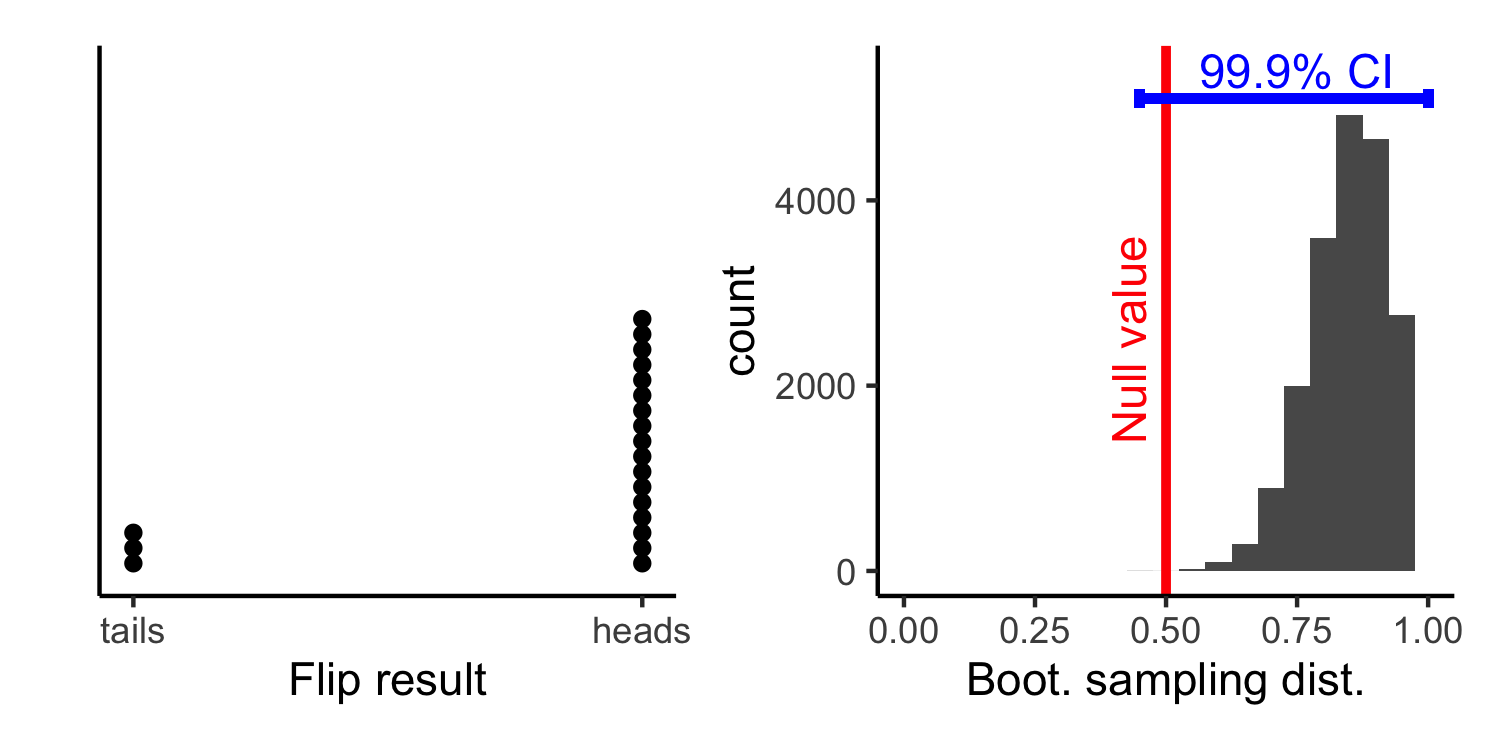 tails
heads
Flip result
99.9% CI
Null value
count
4000
2000
0
0.00 0.25 0.50 0.75 1.00
Boot. sampling dist.